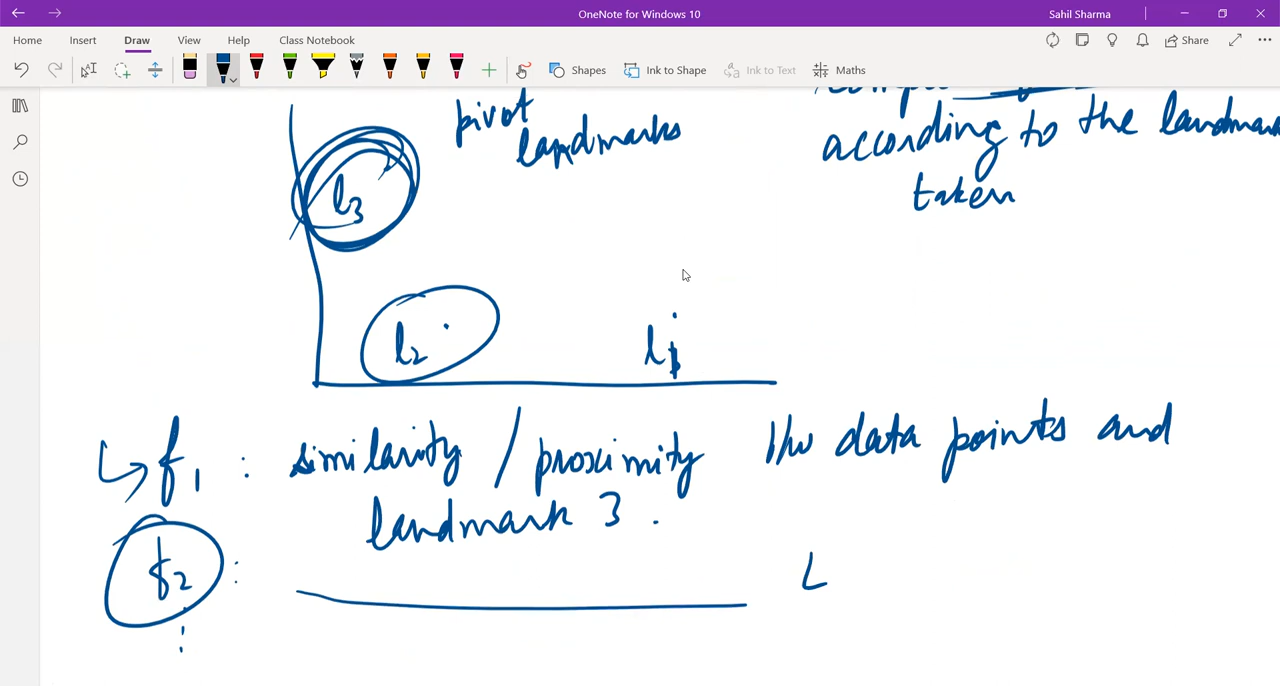 OneNote for Windows 10
Sahil Sharma
Home Insert Draw View Help Class Notebook
Share
Shapes Ink to Shape Ink to Text Maths
pivot
landmarks
according to the landmar
taken
l3
l2
li
f1 : similarity / proximity the data points and
landmark 3 .
f2 :
L